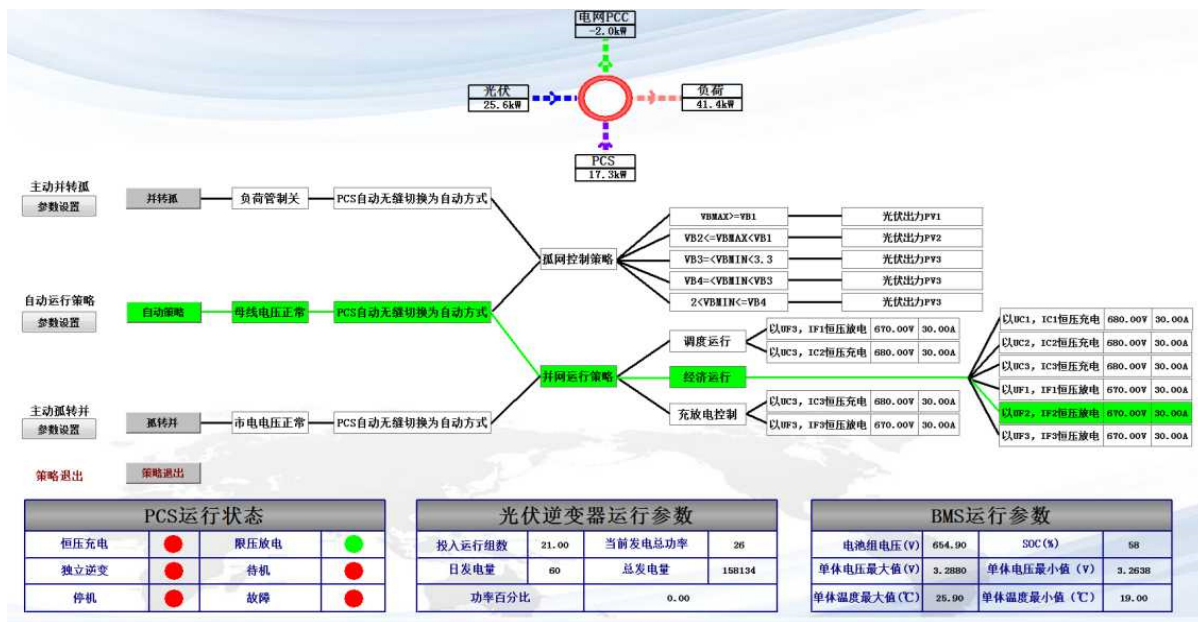 电网PCC
-2.0kW
光伏
25.6kW
负荷
41.4kW
PCS
17.3kW
主动并转孤
参数设置
并转孤
负荷管制关
PCS自动无缝切换为自动方式
孤网控制策略
VBMAX>=VB1
光伏出力PV1
VB2<=VBMAX<VB1
光伏出力PV2
VB3=<VBMIN<3.3
光伏出力PV3
VB4=<VBMIN<VB3
光伏出力PV3
2<VBMIN<=VB4
光伏出力PV3
自动运行策略
参数设置
自动策略
母线电压正常
PCS自动无缝切换为自动方式
并网运行策略
调度运行
以UF3, IF1恒压放电 670.00V 30.00A
以UC3, IC2恒压充电 680.00V 30.00A
经济运行
以UC1, IC1恒压充电 680.00V 30.00A
以UC2, IC2恒压充电 680.00V 30.00A
以UC3, IC3恒压充电 680.00V 30.00A
以UF1, IF1恒压放电 670.00V 30.00A
以UF2, IF2恒压放电 670.00V 30.00A
以UF3, IF3恒压放电 670.00V 30.00A
充放电控制
以UC3, IC3恒压充电 680.00V 30.00A
以UF3, IF3恒压放电 670.00V 30.00A
主动孤转并
参数设置
孤转并
市电电压正常
PCS自动无缝切换为自动方式
策略退出
策略退出
PCS运行状态
恒压充电 限压放电
独立逆变 待机
停机 故障
光伏逆变器运行参数
投入运行组数 21.00 当前发电总功率 26
日发电量 60 总发电量 158134
功率百分比 0.00
BMS运行参数
电池组电压(V) 654.90 SOC(%) 58
单体电压最大值(V) 3.2880 单体电压最小值 (V) 3.2638
单体温度最大值(℃) 25.90 单体温度最小值 (℃) 19.00